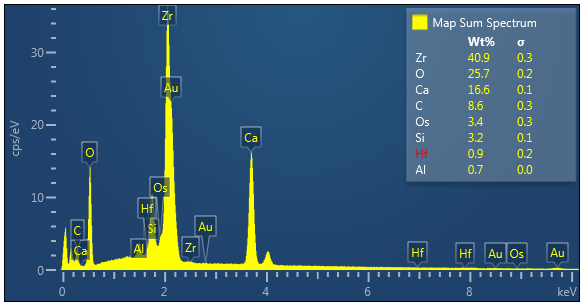 Map Sum Spectrum
Wt% σ
Zr 40.9 0.3
O 25.7 0.2
Ca 16.6 0.1
C 8.6 0.3
Os 3.4 0.3
Si 3.2 0.1
Hf 0.9 0.2
Al 0.7 0.0
cps/eV
30
20
10
0
Zr
Au
O
Ca
Os
Hf
C
Si
Au
Ca
Al
Zr
Hf
Hf
Au
Os
Au
0 2 4 6 8 keV